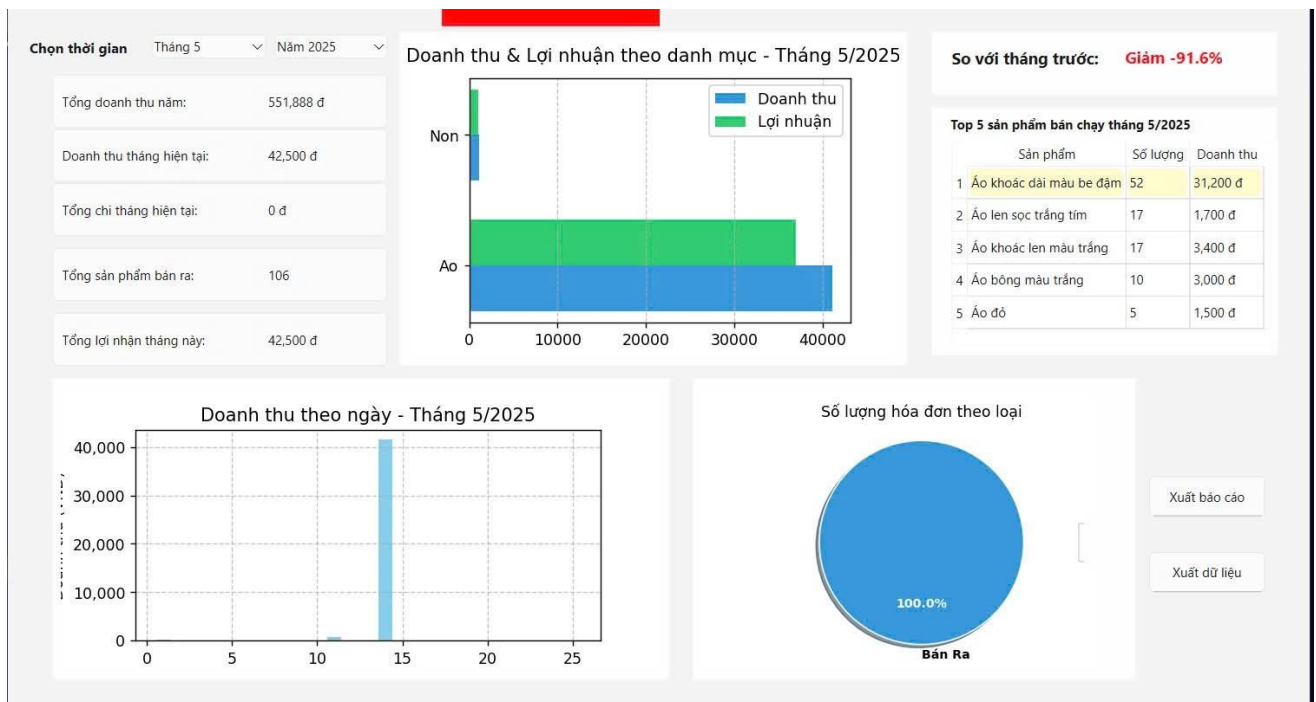 Chọn thời gian Tháng 5 Năm 2025
Tổng doanh thu năm: 551,888 đ
Doanh thu tháng hiện tại: 42,500 đ
Tổng chi tháng hiện tại: 0 đ
Tổng sản phẩm bán ra: 106
Tổng lợi nhận tháng này: 42,500 đ
Doanh thu & Lợi nhuận theo danh mục - Tháng 5/2025
Doanh thu
Lợi nhuận
Non
Ao
0 10000 20000 30000 40000
So với tháng trước: Giảm -91.6%
Top 5 sản phẩm bán chạy tháng 5/2025
Sản phẩm Số lượng Doanh thu
1 Áo khoác dài màu be đậm 52 31,200 đ
2 Áo len sọc trắng tím 17 1,700 đ
3 Áo khoác len màu trắng 17 3,400 đ
4 Áo bông màu trắng 10 3,000 đ
5 Áo đỏ 5 1,500 đ
Doanh thu theo ngày - Tháng 5/2025
40,000
30,000
20,000
10,000
0
0 5 10 15 20 25
Số lượng hóa đơn theo loại
100.0%
Bán Ra
Xuất báo cáo
Xuất dữ liệu